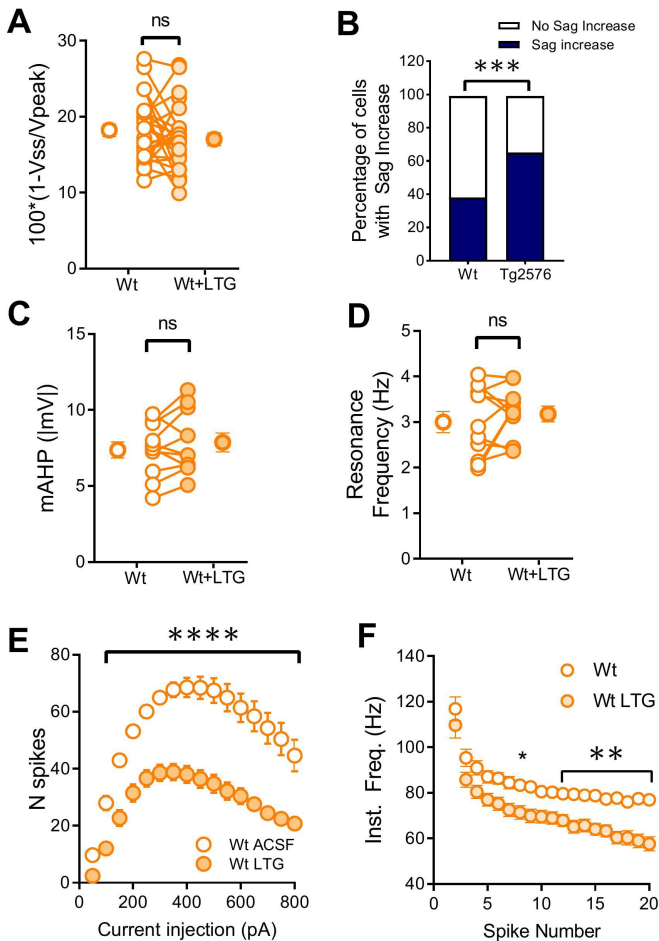 A
ns
100*(1-Vss/Vpeak)
30
20
10
0
Wt
Wt+LTG
B
No Sag Increase
Sag increase
***
Percentage of cells
with Sag Increase
120
100
80
60
40
20
0
Wt
Tg2576
C
ns
mAHP (|mV|)
15
10
5
0
Wt
Wt+LTG
D
ns
Resonance
Frequency (Hz)
5
4
3
2
1
0
Wt
Wt+LTG
E
****
N spikes
80
60
40
20
0
Wt ACSF
Wt LTG
0
200
400
600
800
Current injection (pA)
F
Wt
Wt LTG
*
**
Inst. Freq. (Hz)
140
120
100
80
60
40
0
5
10
15
20
Spike Number